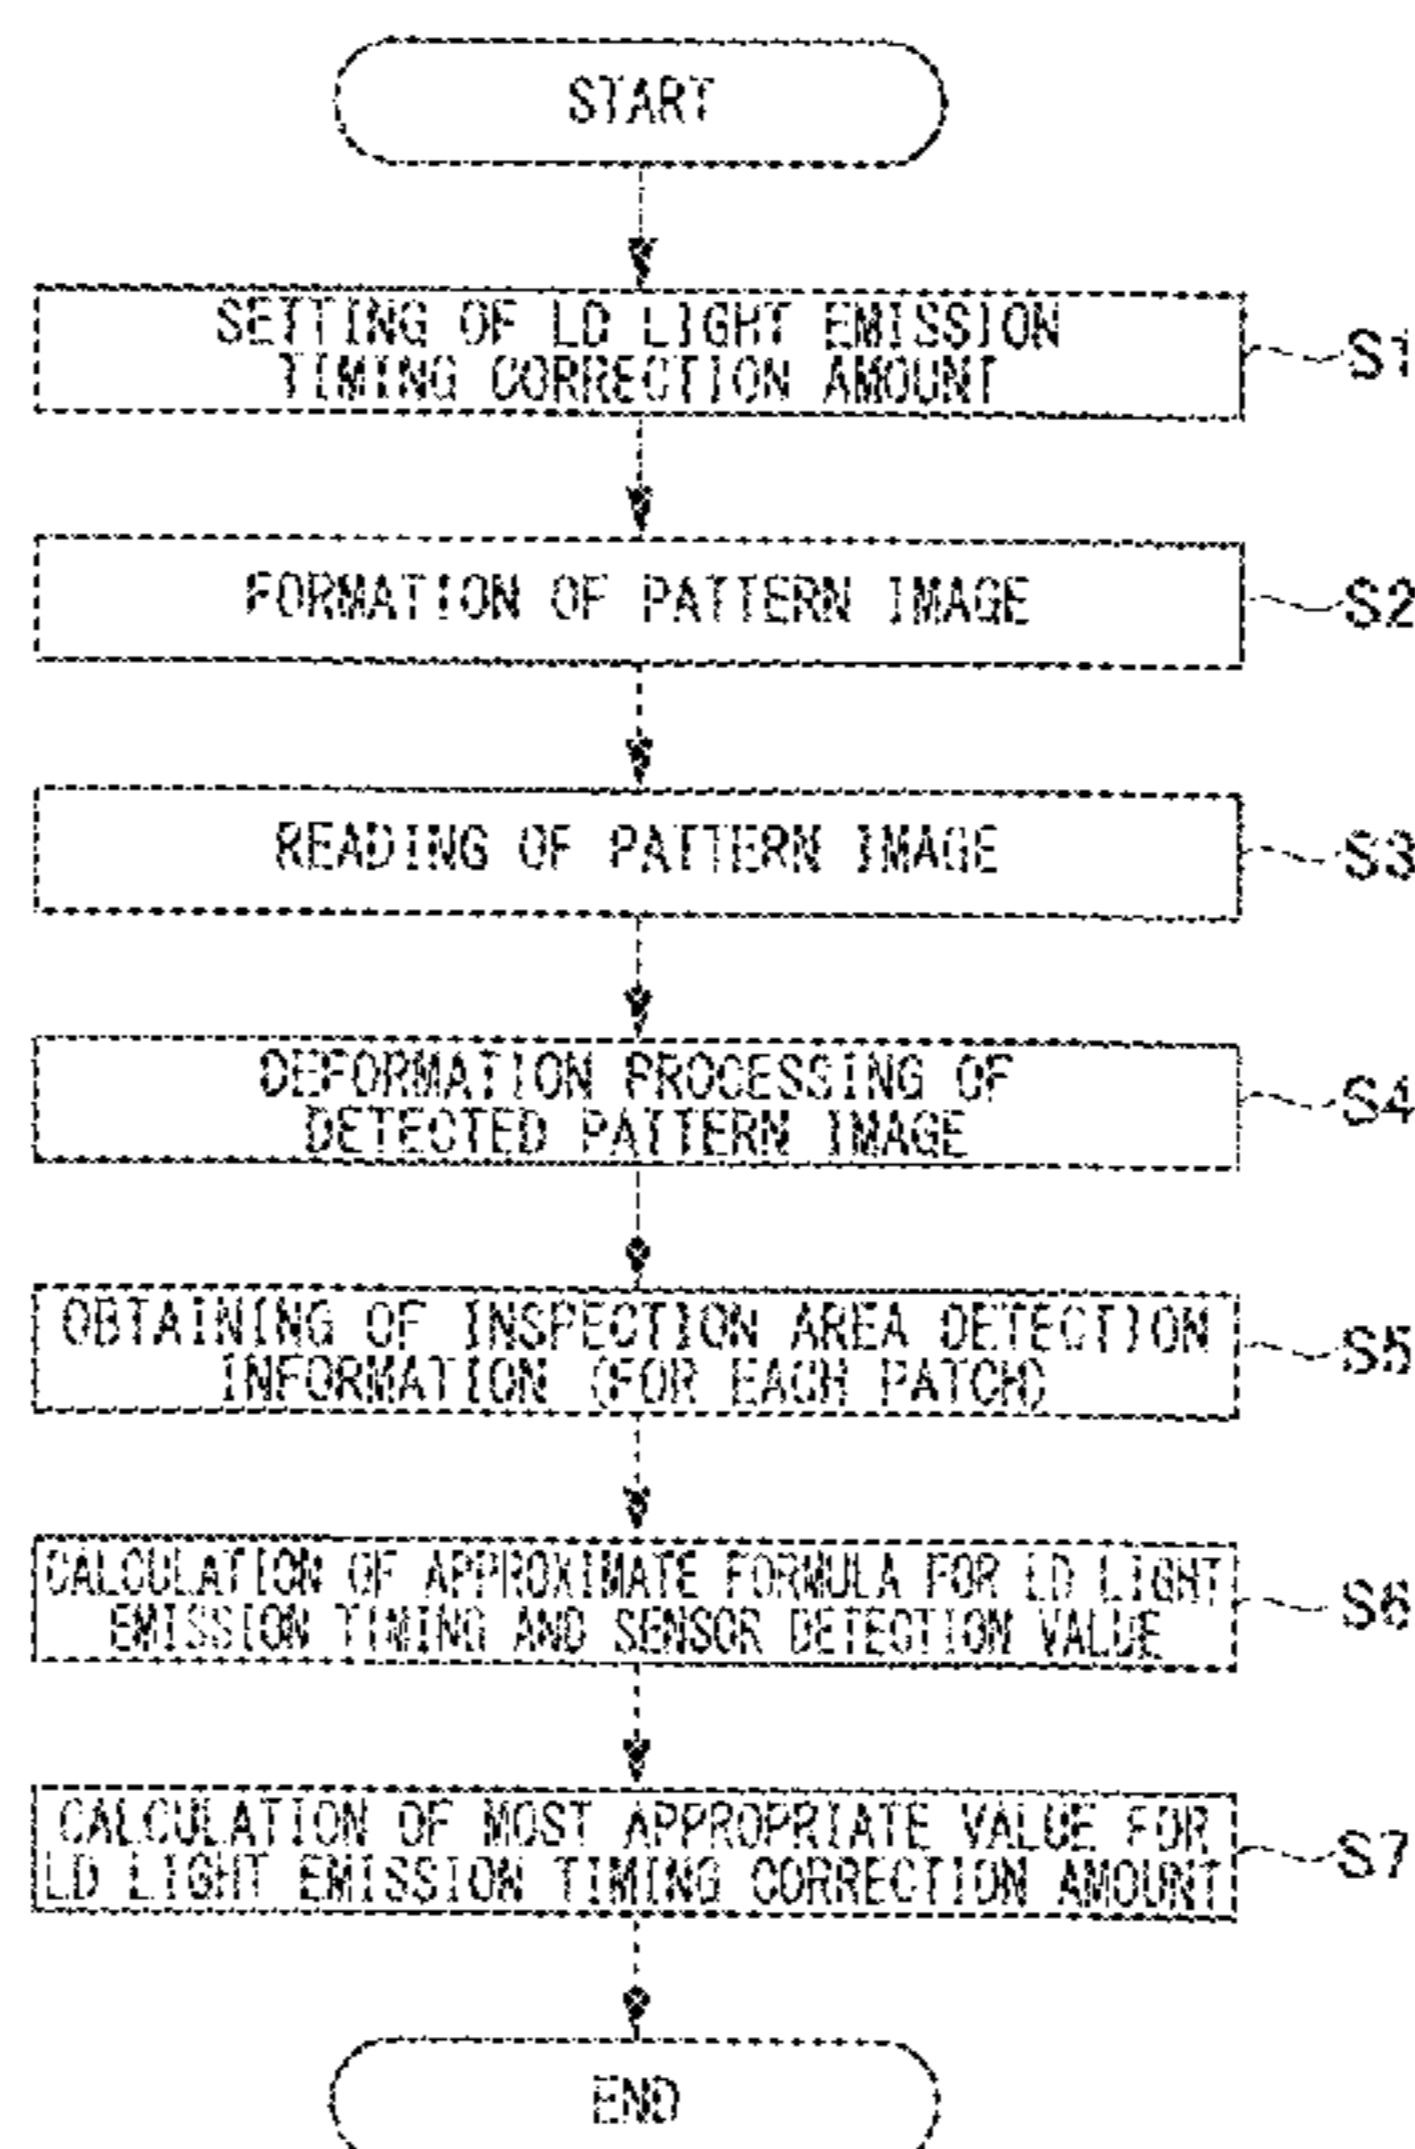 START
SETTING OF LD LIGHT EMISSION
TIMING CORRECTION AMOUNT
S1
FORMATION OF PATTERN IMAGE
S2
READING OF PATTERN IMAGE
S3
DEFORMATION PROCESSING OF
DETECTED PATTERN IMAGE
S4
OBTAINING OF INSPECTION AREA DETECTION
INFORMATION (FOR EACH PATCH)
S5
CALCULATION OF APPROXIMATE FORMULA FOR LD LIGHT
EMISSION TIMING AND SENSOR DETECTION VALUE
S6
CALCULATION OF MOST APPROPRIATE VALUE FOR
LD LIGHT EMISSION TIMING CORRECTION AMOUNT
S7
END